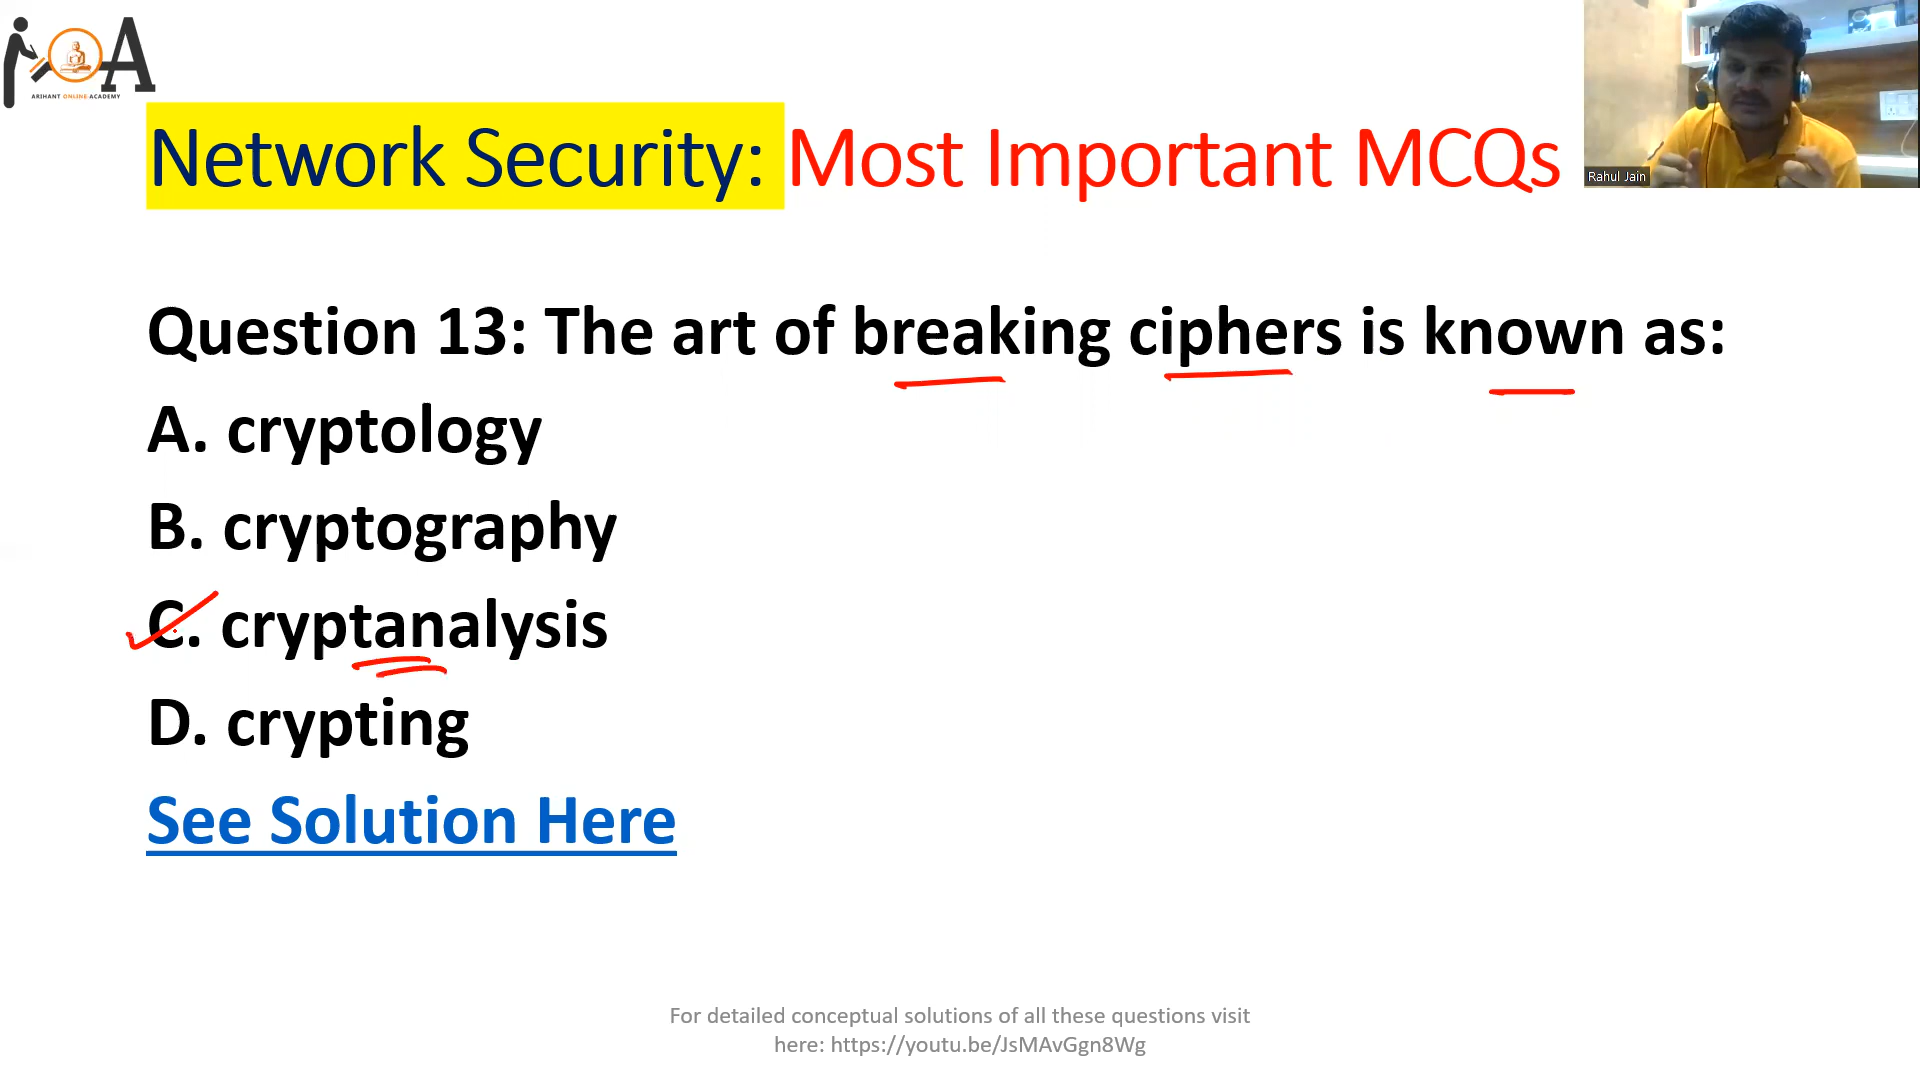 ARIHANT ONLINE ACADEMY
Network Security: Most Important MCQs
Rahul Jain
Question 13: The art of breaking ciphers is known as:
A. cryptology
B. cryptography
C. cryptanalysis
D. crypting
See Solution Here
For detailed conceptual solutions of all these questions visit
here: https://youtu.be/JsMAvGgn8Wg